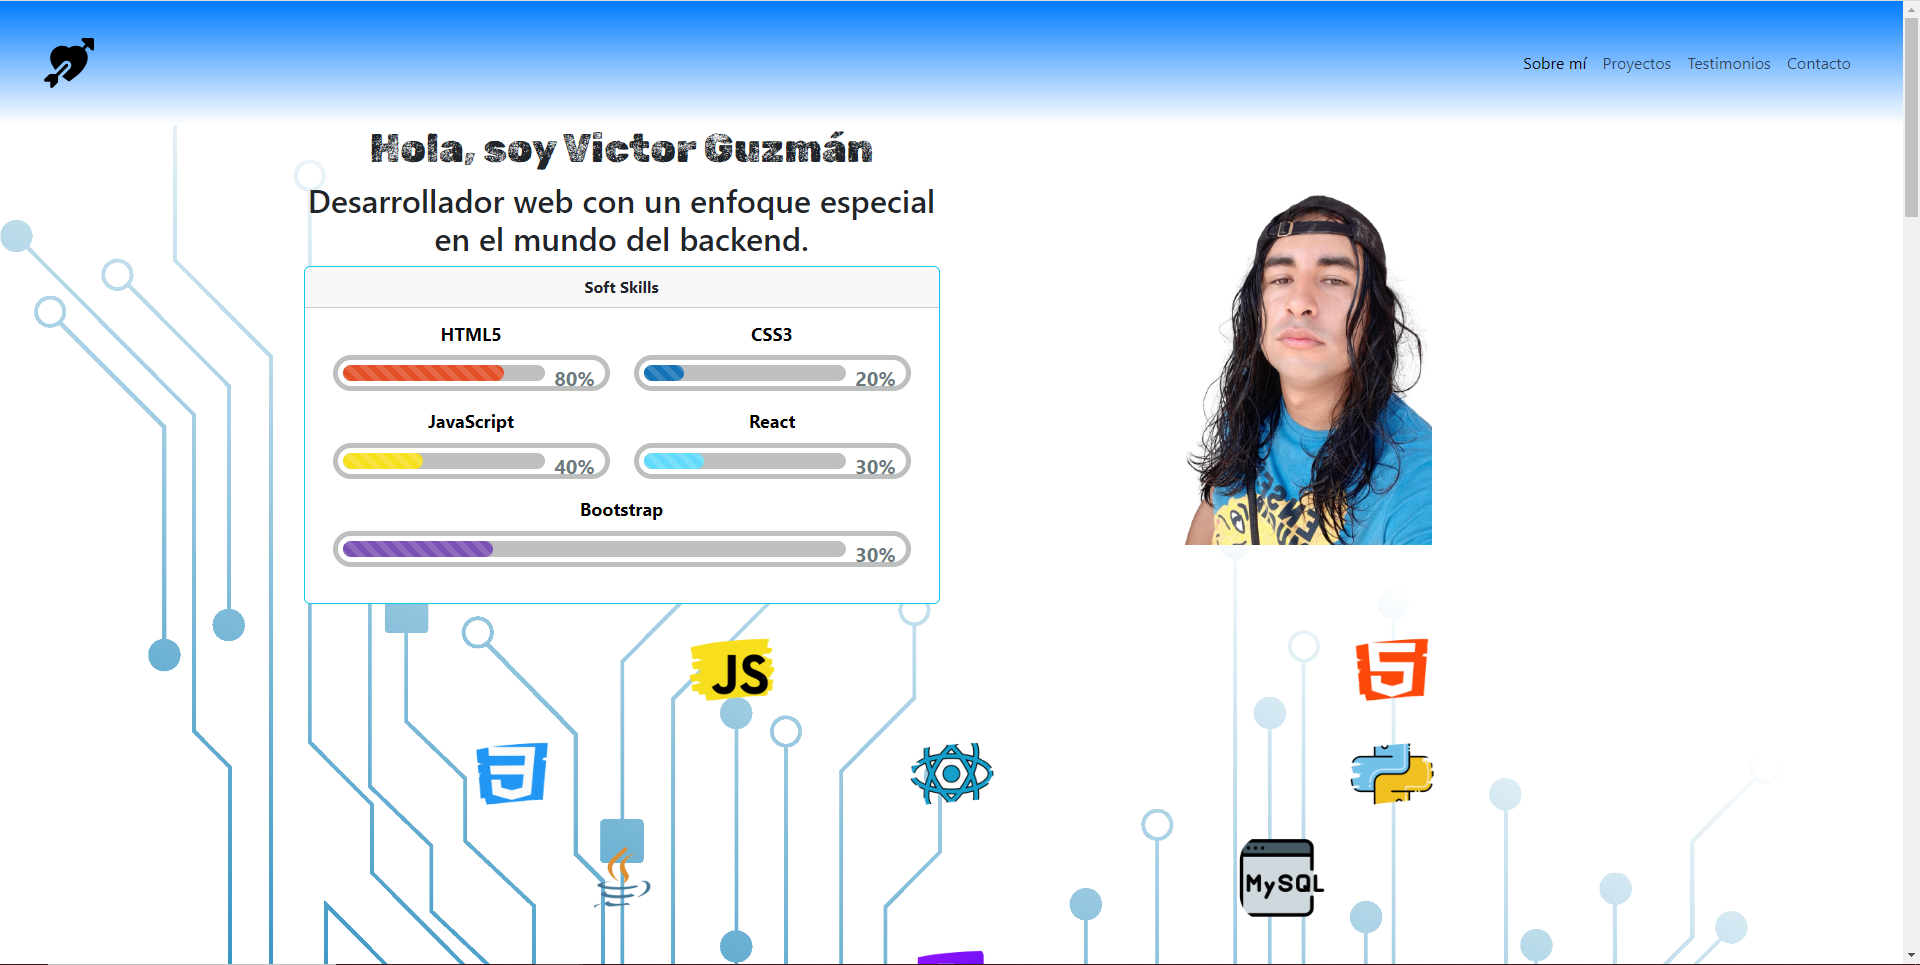 Sobre mí Proyectos Testimonios Contacto
Hola, soy Victor Guzmán
Desarrollador web con un enfoque especial
en el mundo del backend.
Soft Skills
HTML5 CSS3
80% 20%
JavaScript React
40% 30%
Bootstrap
30%
JS
MySQL